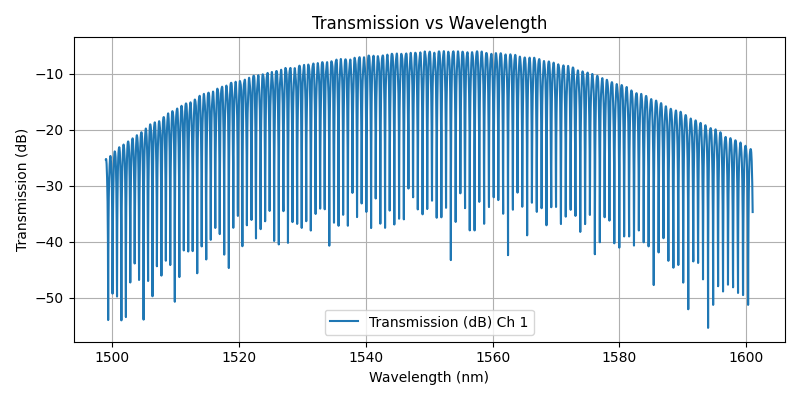 Transmission vs Wavelength
Transmission (dB)
−10
−20
−30
−40
−50
Transmission (dB) Ch 1
1500 1520 1540 1560 1580 1600
Wavelength (nm)